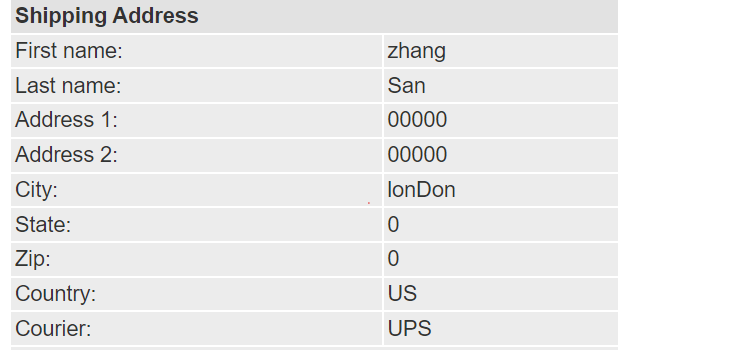 Shipping Address
First name: zhang
Last name: San
Address 1: 00000
Address 2: 00000
City: lonDon
State: 0
Zip: 0
Country: US
Courier: UPS